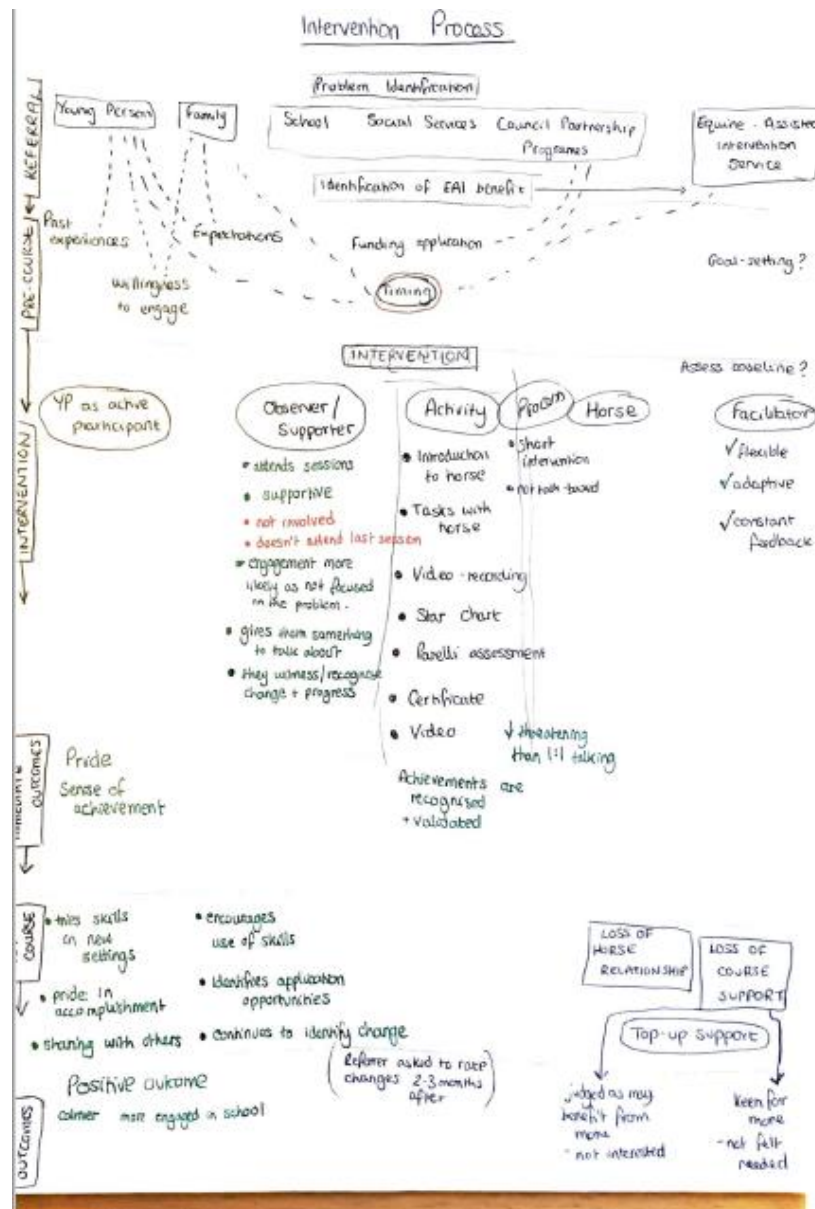 Intervention Process
Problem Identification
Young Person
Family
School Social Services Council Partnership
Programes
Equine-Assisted
Intervention
Service
REFERRAL
Identification of EAI benefit
Past
experiences
Expectations
Funding application
Willingness
to engage
Timing
Goal-setting?
PRE-COURSE
INTERVENTION
Assess baseline?
YP as active
participant
Observer/
Supporter
Activity
Process
Horse
Facilitator
INTERVENTION
• attends sessions
• supportive
• not involved
• doesn't attend last session
• engagement more
likely as not focused
on the problem.
• gives them something
to talk about
• they witness/recognise
change + progress
• Introduction
to horse
• Tasks with
horse
• Video-recording
• Star chart
• Parelli assessment
• Certificate
• Video
Achievements are
recognised
+ validated
• short
intervention
• not talk-based
↓ threatening
than 1:1 talking
✓ flexible
✓ adaptive
✓ constant
feedback
OUTCOMES
Pride
Sense of
achievement
COURSE
• tries skills
in new
settings
• pride in
accomplishment
• sharing with others
• encourages
use of skills
• Identifies application
opportunities
• continues to identify change
(Referrer asked to rate
changes 2-3 months
after)
LOSS OF
HORSE
RELATIONSHIP
LOSS OF
COURSE
SUPPORT
Top-up support
judged as may
benefit from
more
- not interested
keen for
more
- not felt
needed
OUTCOMES
Positive outcome
calmer more engaged in school